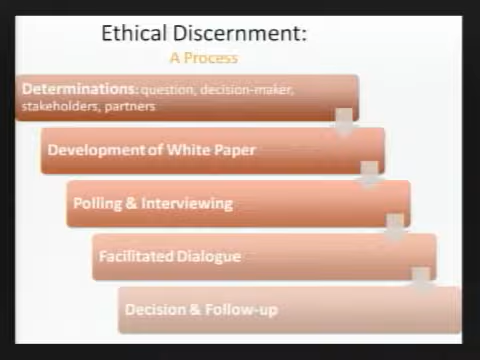 Ethical Discernment:
A Process
Determinations: question, decision-maker,
stakeholders, partners
Development of White Paper
Polling & Interviewing
Facilitated Dialogue
Decision & Follow-up